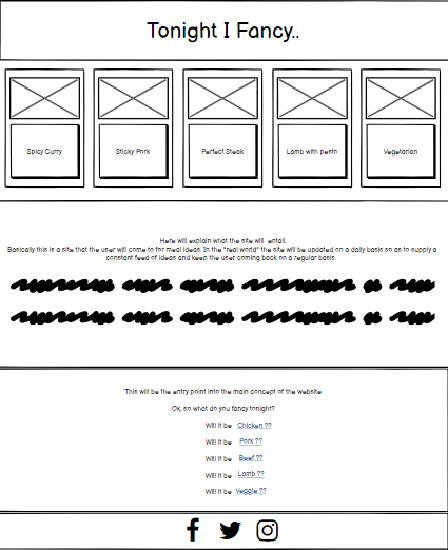 Tonight I Fancy..
Spicy Curry
Sticky Pork
Perfect Steak
Lamb with pesto
Vegetarian
Here will explain what the site will entail.
Basically this is a site that the user will come to for meal ideas. In the "real world" the site will be updated on a daily basis so as to supply a
constant feed of ideas and keep the user coming back on a regular basis.
This will be the entry point into the main concept of the website
Ok, so what do you fancy tonight?
Will it be Chicken ??
Will it be Pork ??
Will it be Beef ??
Will it be Lamb ??
Will it be Veggie ??